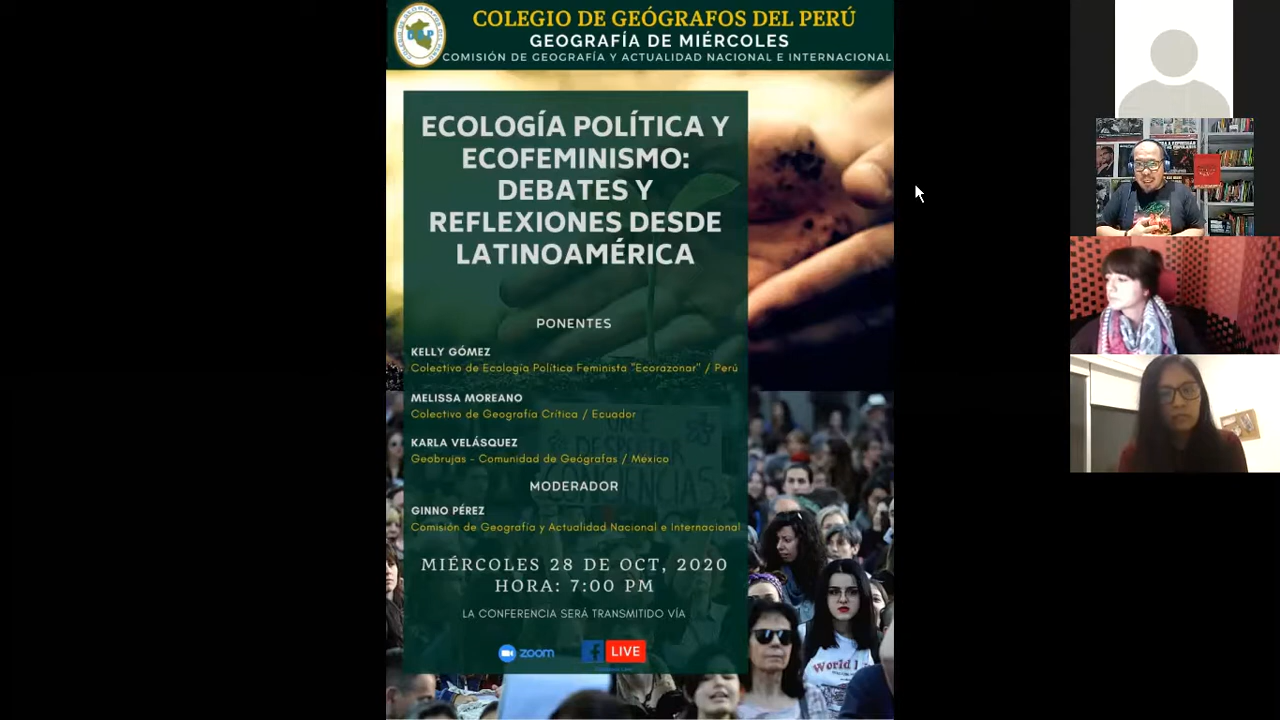 COLEGIO DE GEÓGRAFOS DEL PERÚ
GEOGRAFÍA DE MIÉRCOLES
COMISIÓN DE GEOGRAFÍA Y ACTUALIDAD NACIONAL E INTERNACIONAL
ECOLOGÍA POLÍTICA Y
ECOFEMINISMO:
DEBATES Y
REFLEXIONES DESDE
LATINOAMÉRICA
PONENTES
KELLY GÓMEZ
Colectivo de Ecología Política Feminista "Ecorazonar" / Perú
MELISSA MOREANO
Colectivo de Geografía Crítica / Ecuador
KARLA VELÁSQUEZ
Geobrujas - Comunidad de Geógrafas / México
MODERADOR
GINNO PÉREZ
Comisión de Geografía y Actualidad Nacional e Internacional
MIÉRCOLES 28 DE OCT, 2020
HORA: 7:00 PM
LA CONFERENCIA SERÁ TRANSMITIDO VÍA
zoom
f LIVE
World